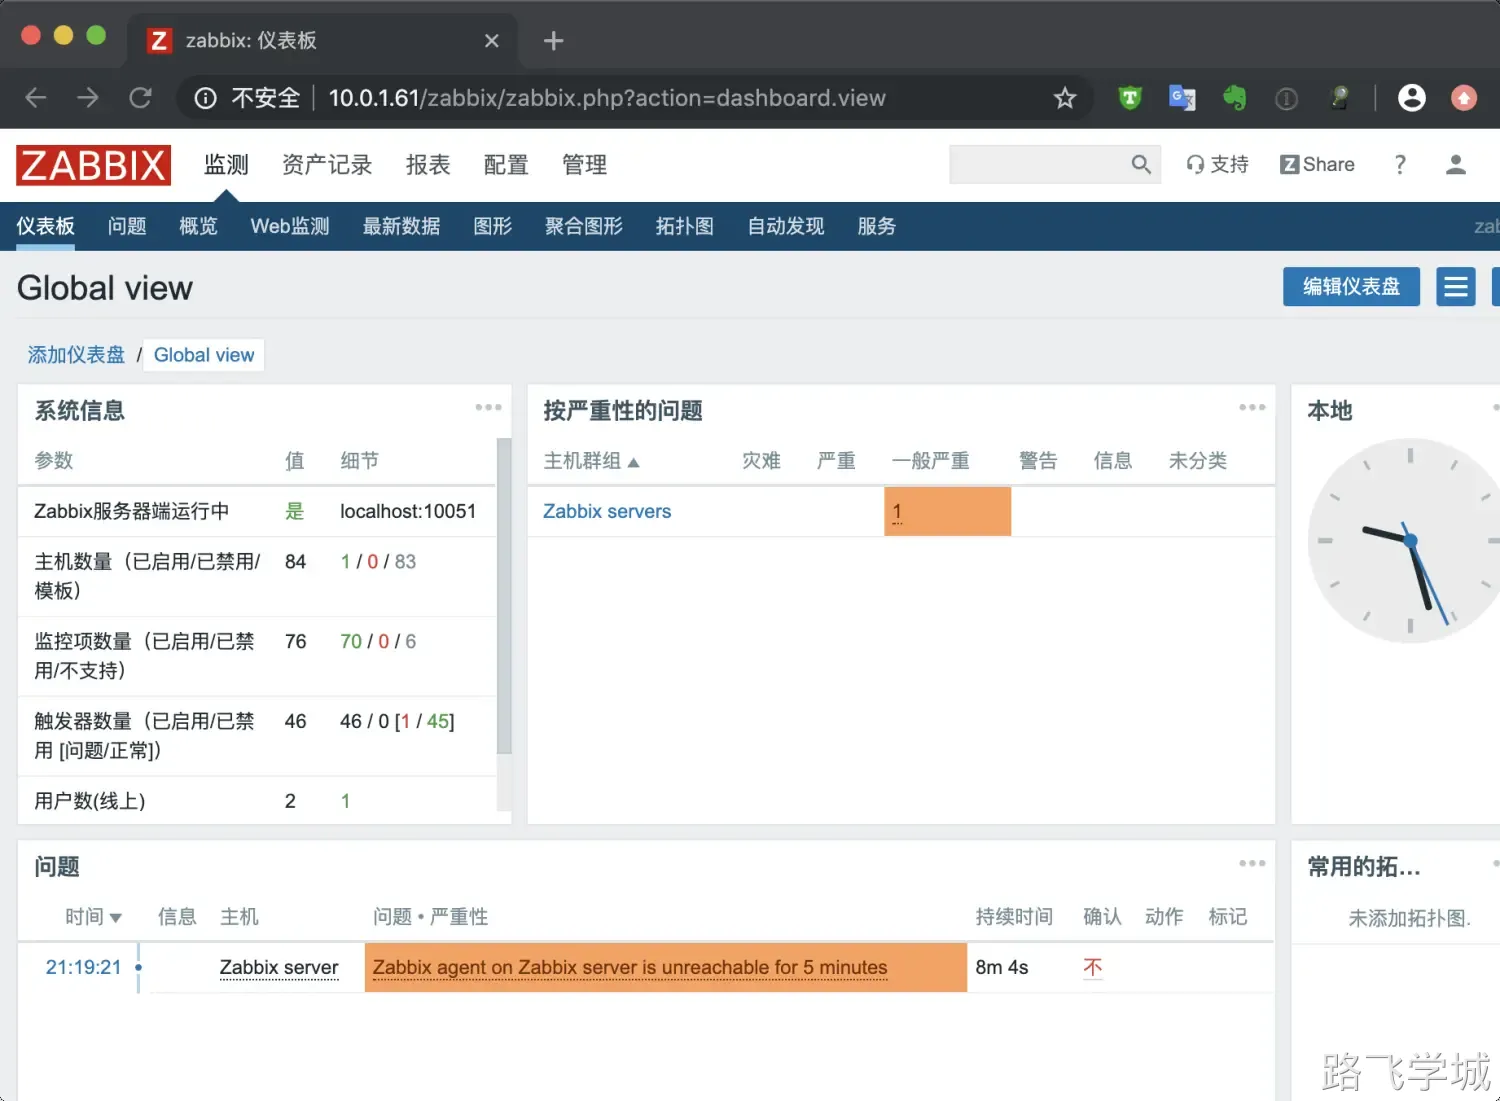 zabbix: 仪表板
不安全 10.0.1.61/zabbix/zabbix.php?action=dashboard.view
ZABBIX 监测 资产记录 报表 配置 管理 支持 Z Share ?
仪表板 问题 概览 Web监测 最新数据 图形 聚合图形 拓扑图 自动发现 服务 zab
Global view 编辑仪表盘
添加仪表盘 / Global view
系统信息
参数 值 细节
Zabbix服务器端运行中 是 localhost:10051
主机数量（已启用/已禁用/ 84 1 / 0 / 83
模板）
监控项数量（已启用/已禁 76 70 / 0 / 6
用/不支持）
触发器数量（已启用/已禁 46 46 / 0 [1 / 45]
用 [问题/正常]）
用户数(线上) 2 1
按严重性的问题
主机群组 ▲ 灾难 严重 一般严重 警告 信息 未分类
Zabbix servers 1
本地
问题
时间 ▼ 信息 主机 问题 • 严重性 持续时间 确认 动作 标记
21:19:21 Zabbix server Zabbix agent on Zabbix server is unreachable for 5 minutes 8m 4s 不
常用的拓...
未添加拓扑图.
路飞学城